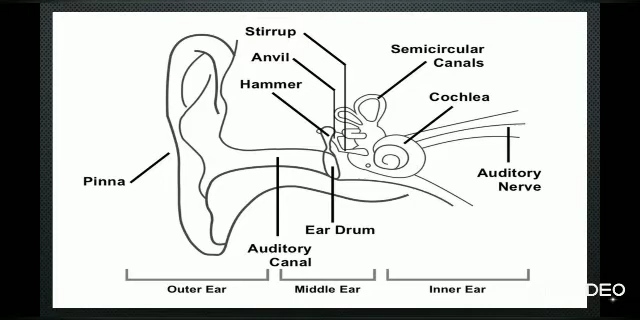 Stirrup
Anvil
Hammer
Semicircular
Canals
Cochlea
Pinna
Auditory
Nerve
Ear Drum
Auditory
Canal
Outer Ear
Middle Ear
Inner Ear
DEO